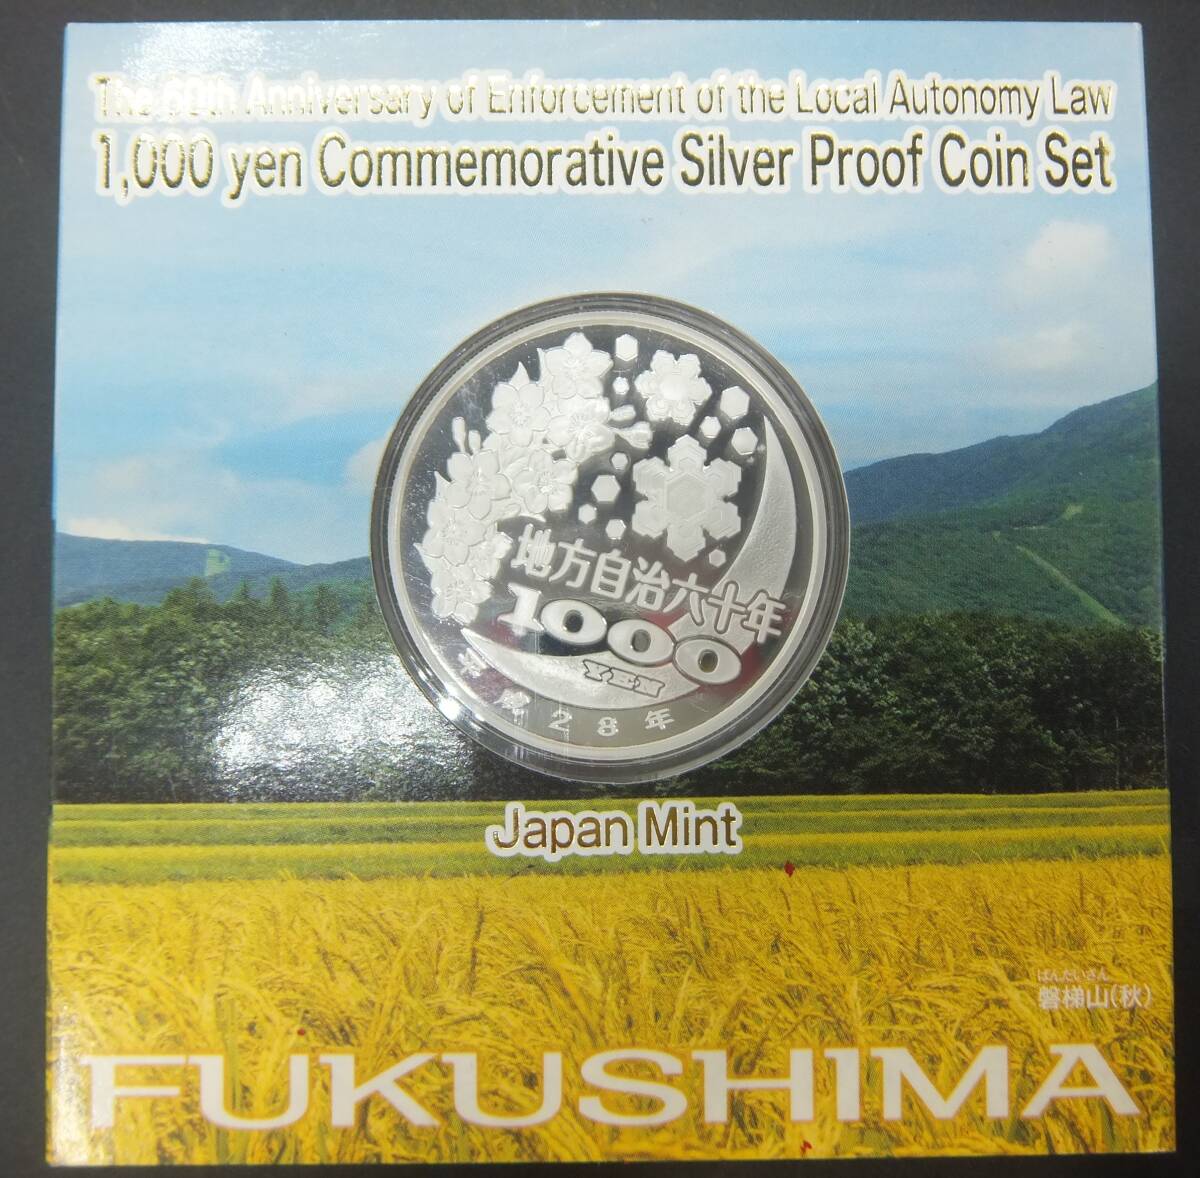 The 60th Anniversary of Enforcement of the Local Autonomy Law
1,000 yen Commemorative Silver Proof Coin Set
地方自治六十年
1000
YEN
平成28年
Japan Mint
ばんだいさん
磐梯山(秋)
FUKUSHIMA